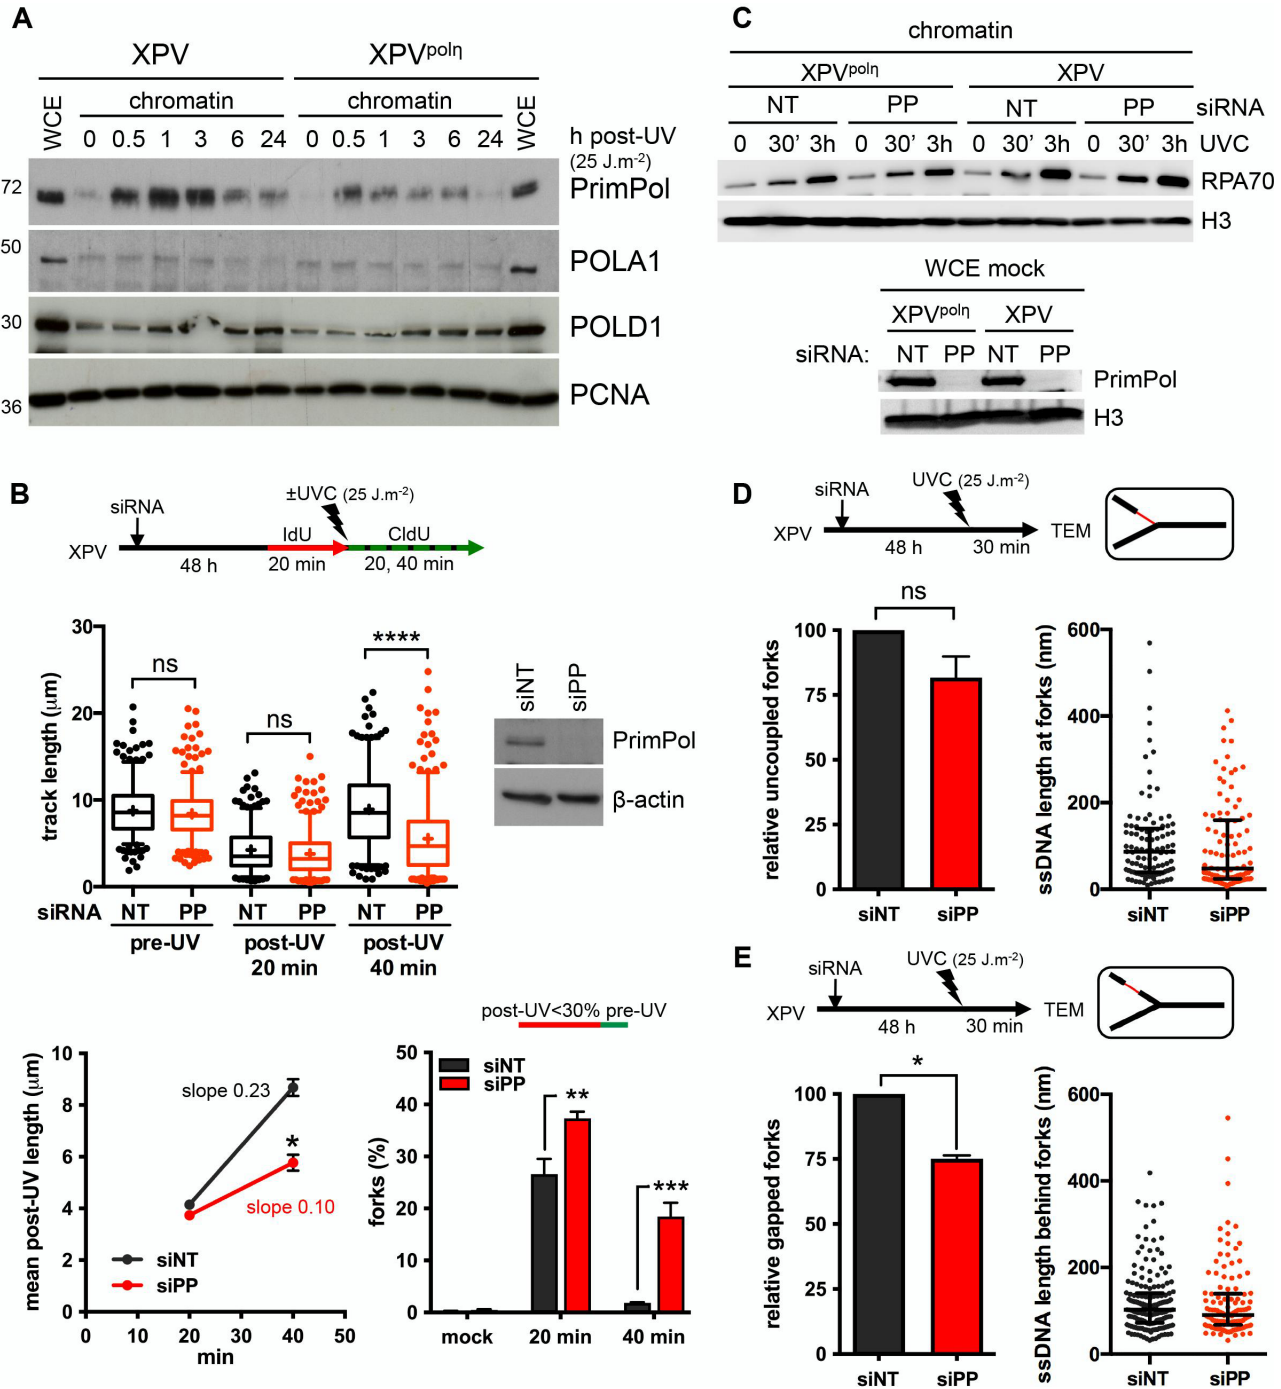 A
XPV XPVpolη
WCE chromatin chromatin WCE
0 0.5 1 3 6 24 0 0.5 1 3 6 24 h post-UV
(25 J.m-2)
72 PrimPol
50 POLA1
30 POLD1
36 PCNA
C
chromatin
XPVpolη XPV
NT PP NT PP siRNA
0 30’ 3h 0 30’ 3h 0 30’ 3h 0 30’ 3h UVC
RPA70
H3
WCE mock
XPVpolη XPV
siRNA: NT PP NT PP
PrimPol
H3
B
siRNA ±UVC (25 J.m-2)
XPV IdU CldU
48 h 20 min 20, 40 min
track length (μm)
30
20
10
0
ns ns ****
siRNA NT PP NT PP NT PP
pre-UV post-UV post-UV
20 min 40 min
siNT siPP
PrimPol
β-actin
mean post-UV length (μm)
10
8
6
4
2
0
slope 0.23
*
slope 0.10
siNT
siPP
0 10 20 30 40 50
min
post-UV<30% pre-UV
forks (%)
50
40
30
20
10
0
siNT
siPP
** ***
mock 20 min 40 min
D
siRNA UVC (25 J.m-2)
XPV TEM
48 h 30 min
relative uncoupled forks
100
75
50
25
0
ns
siNT siPP
ssDNA length at forks (nm)
600
400
200
0
siNT siPP
E
siRNA UVC (25 J.m-2)
XPV TEM
48 h 30 min
relative gapped forks
100
75
50
25
0
*
siNT siPP
ssDNA length behind forks (nm)
600
400
200
0
siNT siPP